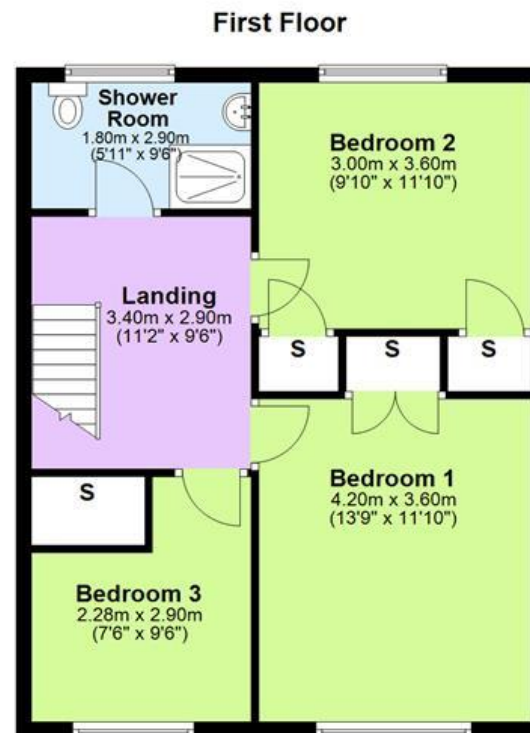 First Floor
Shower
Room
1.80m x 2.90m
(5'11" x 9'6")
Bedroom 2
3.00m x 3.60m
(9'10" x 11'10")
Landing
3.40m x 2.90m
(11'2" x 9'6")
S
S
S
Bedroom 1
4.20m x 3.60m
(13'9" x 11'10")
S
Bedroom 3
2.28m x 2.90m
(7'6" x 9'6")